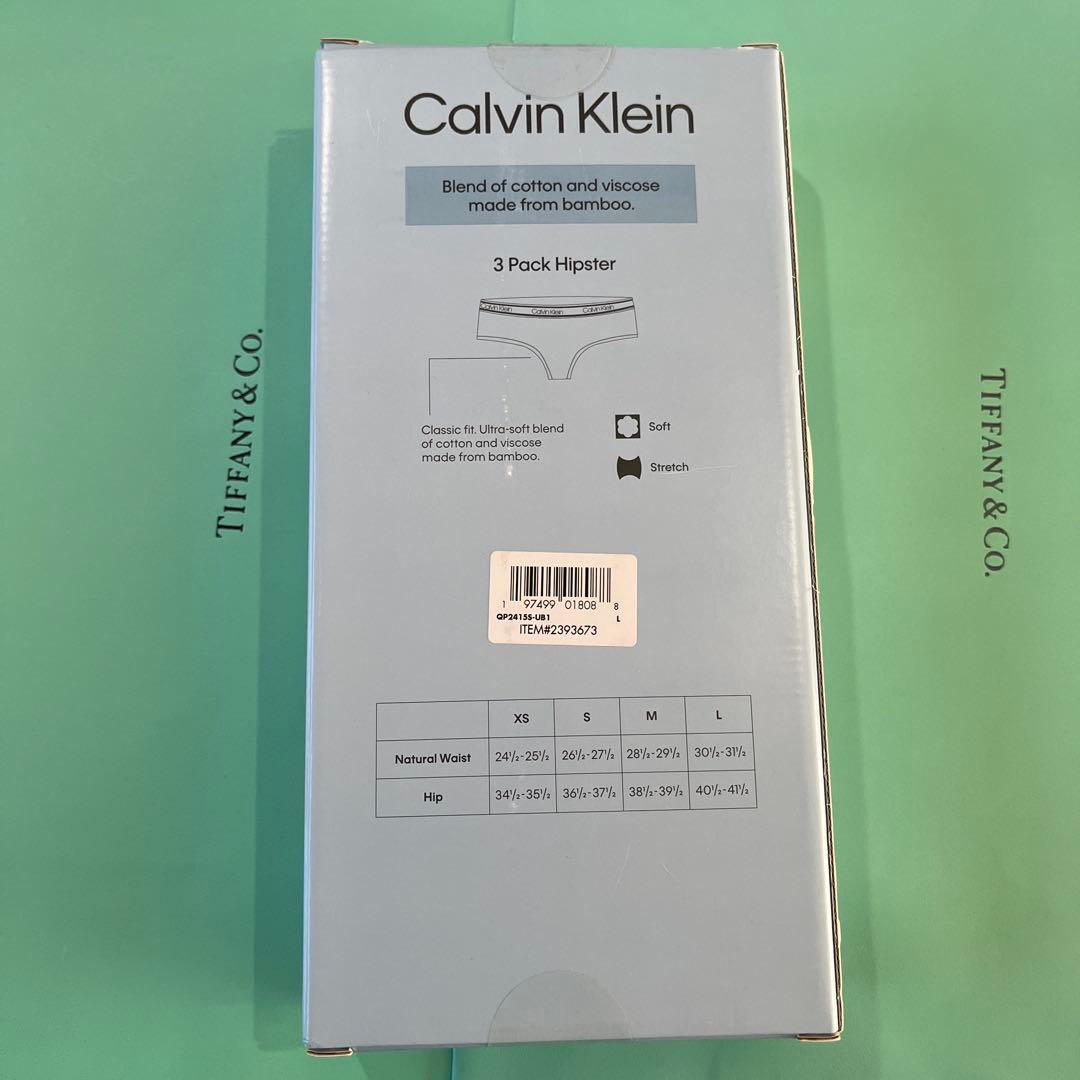 Calvin Klein
Blend of cotton and viscose
made from bamboo.
3 Pack Hipster
Calvin Klein Calvin Klein Calvin Klein
Classic fit. Ultra-soft blend
of cotton and viscose
made from bamboo.
Soft
Stretch
1 97499 01808 8
QP2415S-UB1 L
ITEM#2393673
XS S M L
Natural Waist 24½-25½ 26½-27½ 28½-29½ 30½-31½
Hip 34½-35½ 36½-37½ 38½-39½ 40½-41½
TIFFANY & CO.
TIFFANY & CO.